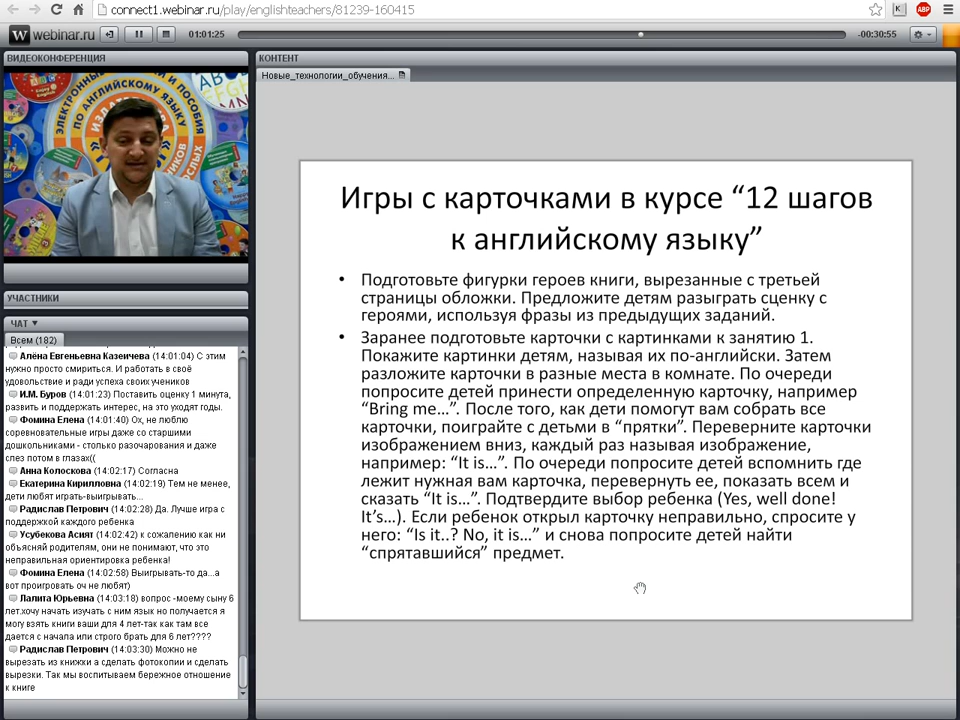 connect1.webinar.ru/play/englishteachers/81239-160415
webinar.ru
01:01:25
-00:30:55
ВИДЕОКОНФЕРЕНЦИЯ
ЭЛЕКТРОННЫЕ
ПО АНГЛИЙСКОМУ ЯЗЫКУ
И ПОСОБИЯ
УЧАСТНИКИ
ЧАТ
Всем (182)
Алёна Евгеньевна Казеичева (14:01:04) С этим
нужно просто смириться. И работать в своё
удовольствие и ради успеха своих учеников
И.М. Буров (14:01:23) Поставить оценку 1 минута,
развить и поддержать интерес, на это уходят годы.
Фомина Елена (14:01:40) Ох, не люблю
соревновательные игры даже со старшими
дошкольниками - столько разочарования и даже
слез потом в глазах((
Анна Колоскова (14:02:17) Согласна
Екатерина Кирилловна (14:02:19) Тем не менее,
дети любят играть-выигрывать...
Радислав Петрович (14:02:28) Да. Лучше игра с
поддержкой каждого ребенка
Усубекова Асият (14:02:42) к сожалению как ни
объясняй родителям, они не понимают, что это
неправильная ориентировка ребенка!
Фомина Елена (14:02:58) Выигрывать-то да...а
вот проигровать оч не любят)
Лалита Юрьевна (14:03:18) вопрос -моему сыну 6
лет.хочу начать изучать с ним язык но получается я
могу взять книги ваши для 4 лет-так как там все
дается с начала или строго брать для 6 лет????
Радислав Петрович (14:03:30) Можно не
вырезать из книжки а сделать фотокопии и сделать
вырезки. Так мы воспитываем бережное отношение
к книге
КОНТЕНТ
Новые_технологии_обучения...
Игры с карточками в курсе “12 шагов
к английскому языку”
• Подготовьте фигурки героев книги, вырезанные с третьей
страницы обложки. Предложите детям разыграть сценку с
героями, используя фразы из предыдущих заданий.
• Заранее подготовьте карточки с картинками к занятию 1.
Покажите картинки детям, называя их по-английски. Затем
разложите карточки в разные места в комнате. По очереди
попросите детей принести определенную карточку, например
“Bring me…”. После того, как дети помогут вам собрать все
карточки, поиграйте с детьми в “прятки”. Переверните карточки
изображением вниз, каждый раз называя изображение,
например: “It is…”. По очереди попросите детей вспомнить где
лежит нужная вам карточка, перевернуть ее, показать всем и
сказать “It is…”. Подтвердите выбор ребенка (Yes, well done!
It’s…). Если ребенок открыл карточку неправильно, спросите у
него: “Is it..? No, it is…” и снова попросите детей найти
“спрятавшийся” предмет.